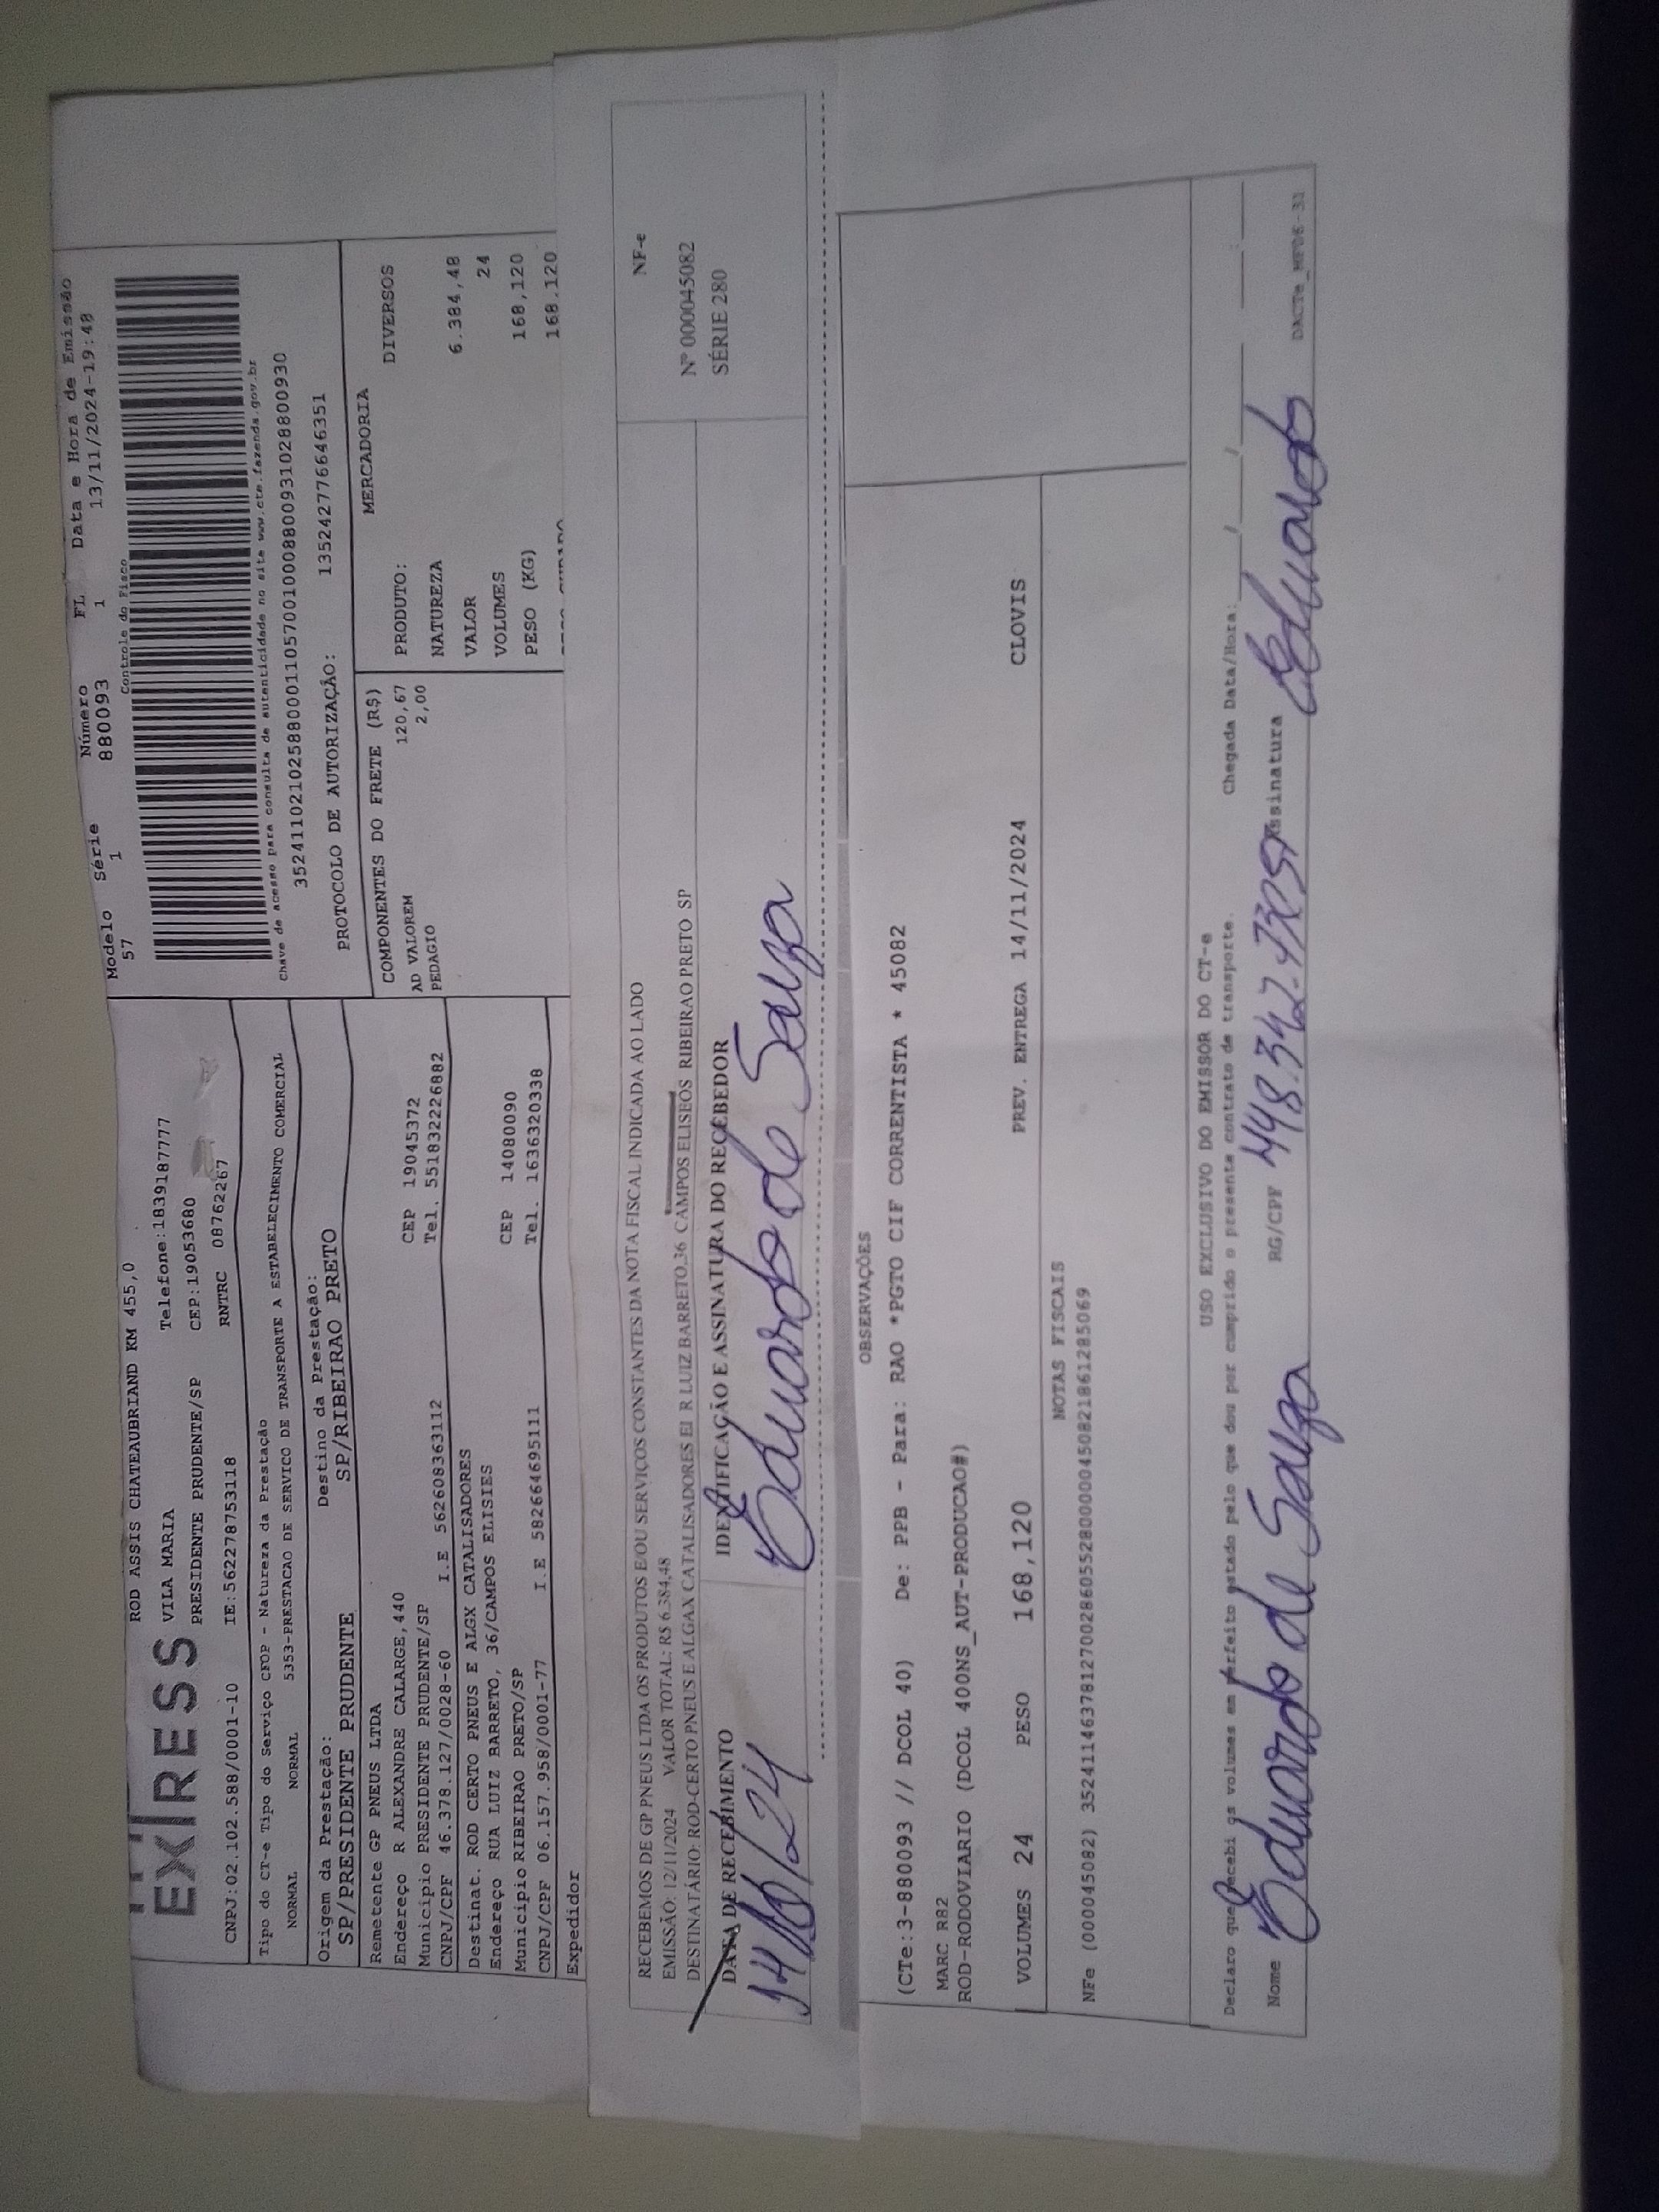 EXPRESS
ROD ASSIS CHATEAUBRIAND KM 455,0
VILA MARIA Telefone:1839187777
PRESIDENTE PRUDENTE/SP CEP:19053680
CNPJ:02.102.588/0001-10 IE:562278753118 RNTRC 08762267
Modelo Série Número FL Data e Hora de Emissão
57 1 880093 1 13/11/2024-19:48
Controle do Fisco
Chave de acesso para consulta de autenticidade no site www.cte.fazenda.gov.br
35241102102588000110570010008800931028800930
PROTOCOLO DE AUTORIZAÇÃO: 135242777664 6351
Tipo do CT-e Tipo do Serviço CFOP - Natureza da Prestação
NORMAL NORMAL 5353-PRESTACAO DE SERVICO DE TRANSPORTE A ESTABELECIMENTO COMERCIAL
Origem da Prestação: Destino da Prestação:
SP/PRESIDENTE PRUDENTE SP/RIBEIRAO PRETO
Remetente GP PNEUS LTDA
Endereço R ALEXANDRE CALARGE,440 CEP 19045372
Município PRESIDENTE PRUDENTE/SP Tel. 5518322226882
CNPJ/CPF 46.378.127/0028-60 I.E 562608363112
Destinat. ROD CERTO PNEUS E ALGX CATALISADORES
Endereço RUA LUIZ BARRETO, 36/CAMPOS ELISIES CEP 14080090
Município RIBEIRAO PRETO/SP Tel. 1636320338
CNPJ/CPF 06.157.958/0001-77 I.E 582664695111
Expedidor
COMPONENTES DO FRETE (R$)
AD VALOREM 120,67
PEDAGIO 2,00
MERCADORIA
PRODUTO: DIVERSOS
NATUREZA
VALOR 6.384,48
VOLUMES 24
PESO (KG) 168,120
168,120
RECEBEMOS DE GP PNEUS LTDA OS PRODUTOS E/OU SERVIÇOS CONSTANTES DA NOTA FISCAL INDICADA AO LADO
EMISSÃO: 12/11/2024 VALOR TOTAL: R$ 6.384,48
DESTINATÁRIO: ROD-CERTO PNEUS E ALGAX CATALISADORES EI R LUIZ BARRETO,36 CAMPOS ELISEOS RIBEIRAO PRETO SP
NF-e
Nº 000045082
SÉRIE 280
DATA DE RECEBIMENTO IDENTIFICAÇÃO E ASSINATURA DO RECEBEDOR
Eduardo de Souza
OBSERVAÇÕES
(CTe:3-880093 // DCOL 40) De: PPB - Para: RAO *PGTO CIF CORRENTISTA * 45082
MARC R82
ROD-RODOVIARIO (DCOL 400NS_AUT-PRODUCAO#)
VOLUMES 24 PESO 168,120 PREV. ENTREGA 14/11/2024 CLOVIS
NOTAS FISCAIS
NFe (000045082) 35241146378127002860552800000450821861285069
USO EXCLUSIVO DO EMISSOR DO CT-e
Declaro que recebi os volumes em perfeito estado pelo que dou por cumprido o presente contrato de transporte. Chegada Data/Hora: / / :
Nome Eduardo de Souza RG/CPF Assinatura Eduardo